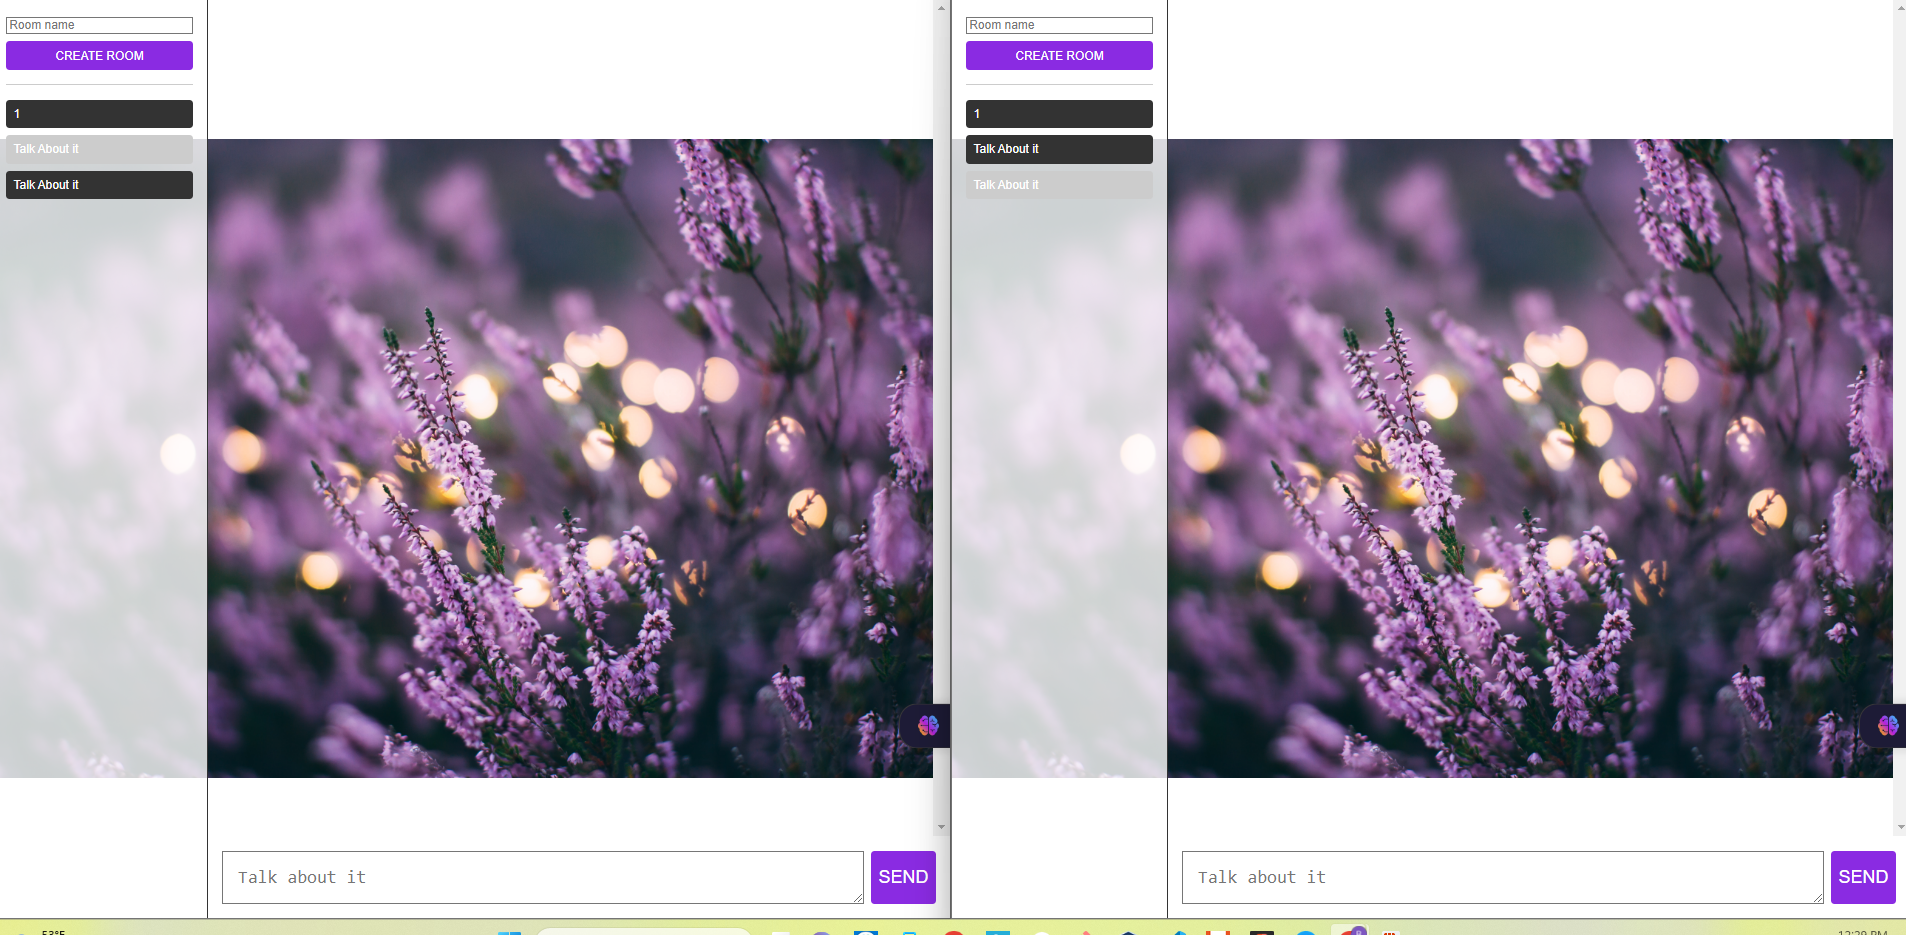 Room name
CREATE ROOM
1
Talk About it
Talk About it
Talk about it
SEND
Room name
CREATE ROOM
1
Talk About it
Talk About it
Talk about it
SEND
53°F